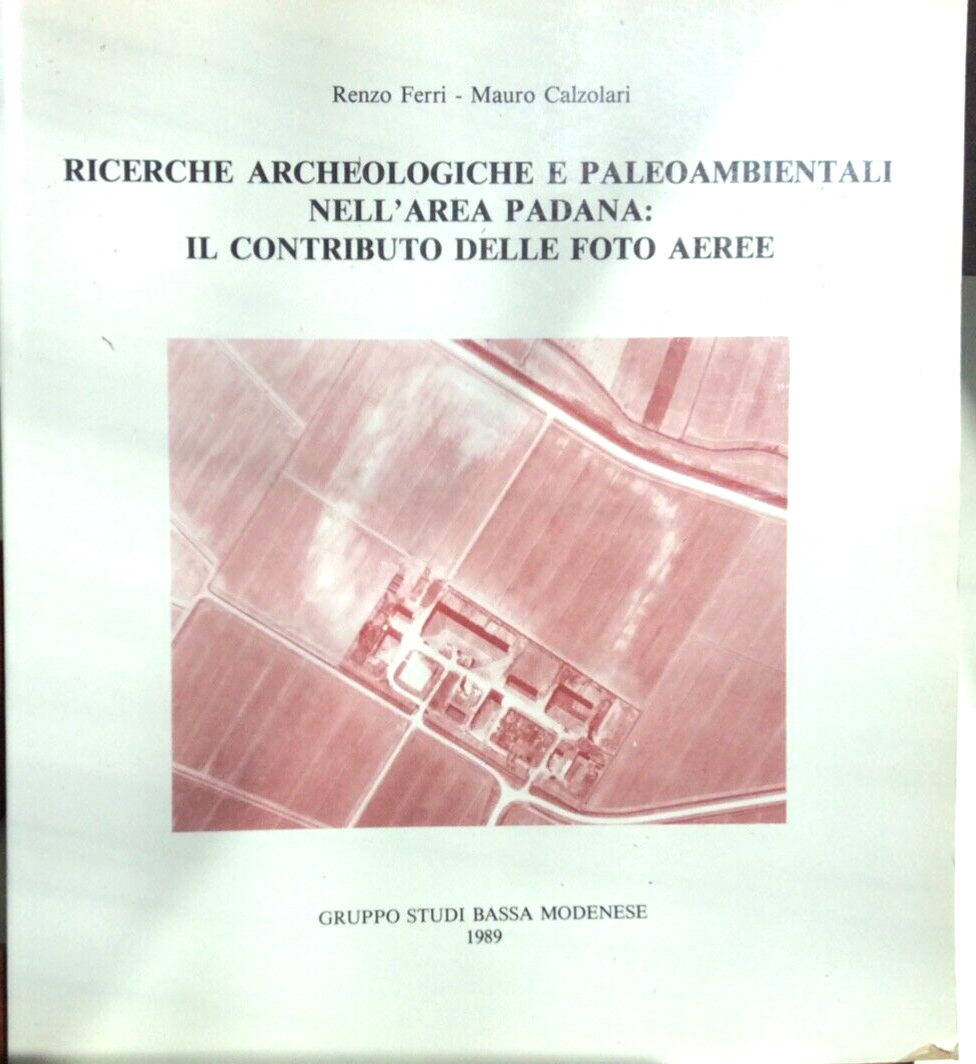 Renzo Ferri - Mauro Calzolari
RICERCHE ARCHEOLOGICHE E PALEOAMBIENTALI
NELL'AREA PADANA:
IL CONTRIBUTO DELLE FOTO AEREE
GRUPPO STUDI BASSA MODENESE
1989